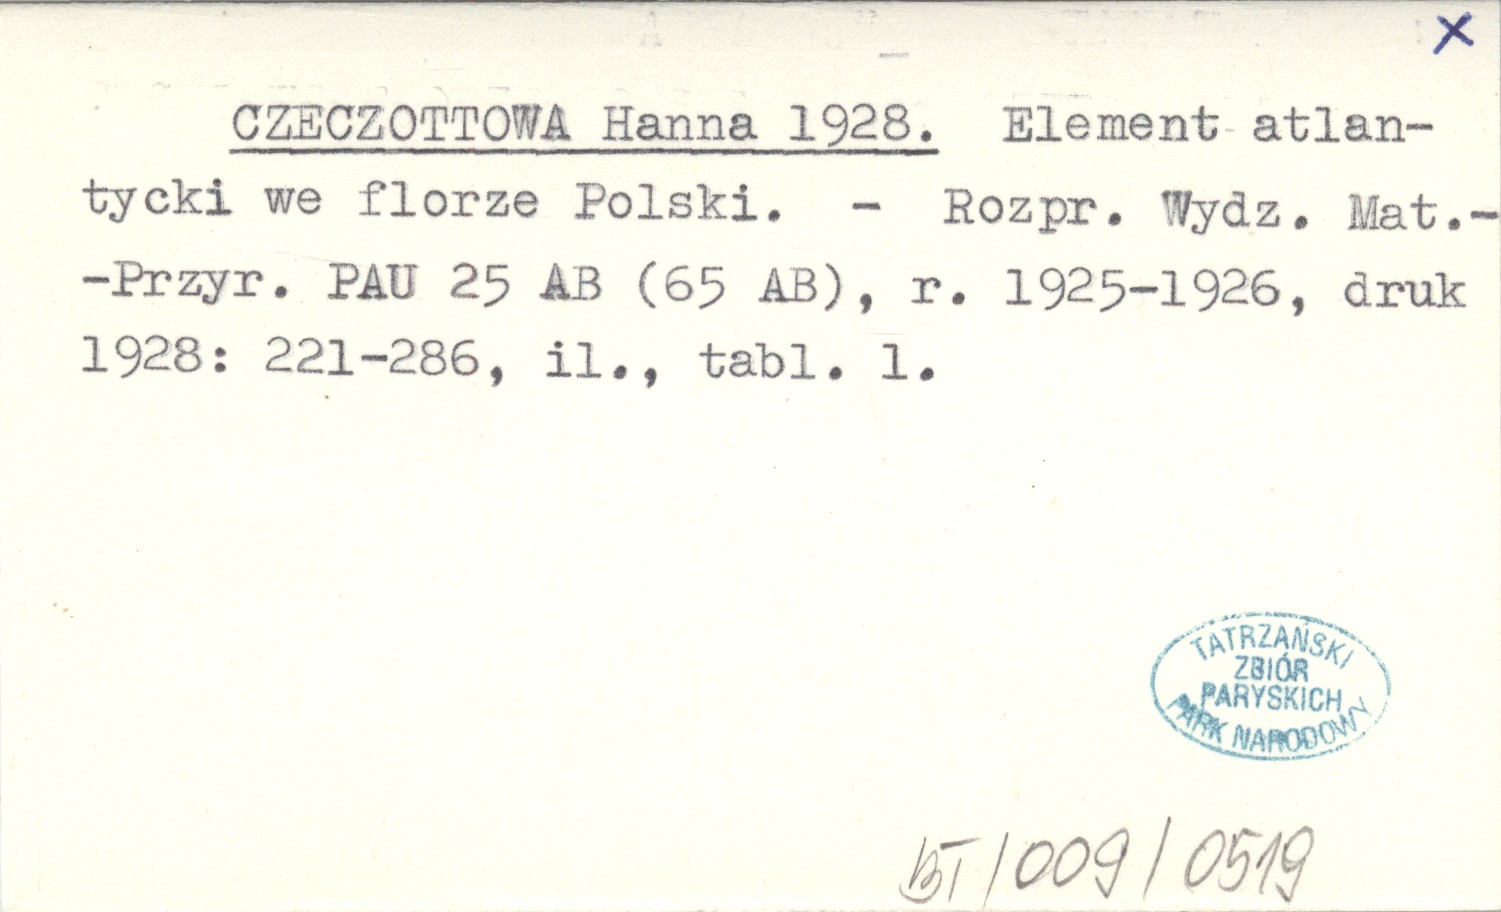 X
CZECZOTTOWA Hanna 1928. Element atlan-
tycki we florze Polski. - Rozpr. Wydz. Mat.-
-Przyr. PAU 25 AB (65 AB), r. 1925-1926, druk
1928: 221-286, il., tabl. 1.
TATRZAŃSKI
ZBIÓR
PARYSKICH
PARK NARODOWY
BT/009/0519